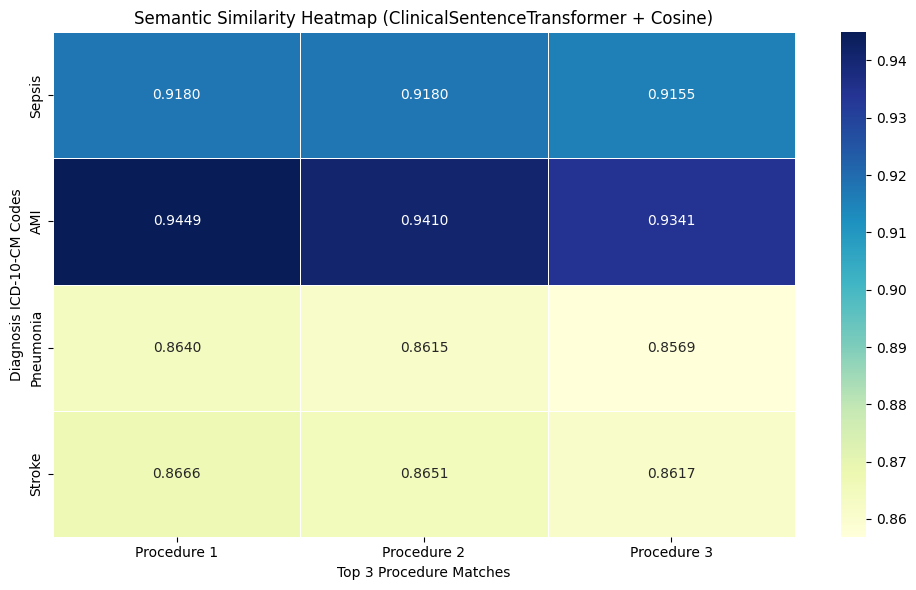 Semantic Similarity Heatmap (ClinicalSentenceTransformer + Cosine)
Diagnosis ICD-10-CM Codes
Sepsis
0.9180 0.9180 0.9155
AMI
0.9449 0.9410 0.9341
Pneumonia
0.8640 0.8615 0.8569
Stroke
0.8666 0.8651 0.8617
Procedure 1 Procedure 2 Procedure 3
Top 3 Procedure Matches
0.94
0.93
0.92
0.91
0.90
0.89
0.88
0.87
0.86